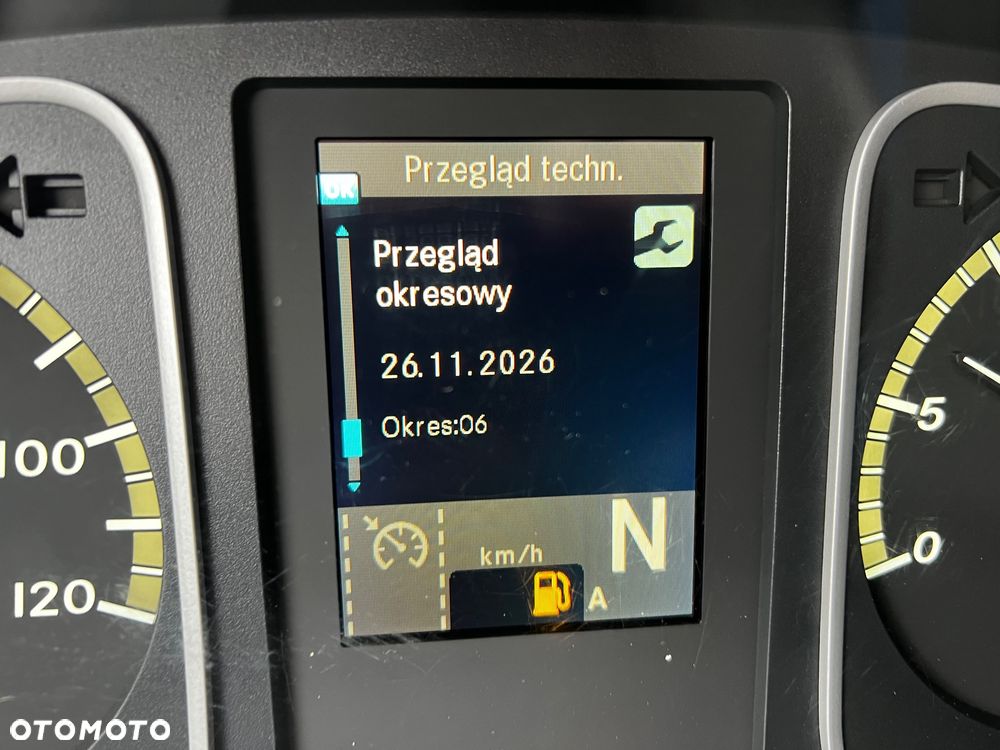 Przegląd techn.
OK
Przegląd
okresowy
26.11.2026
Okres:06
km/h
N
A
100
120
5
0
OTOMOTO